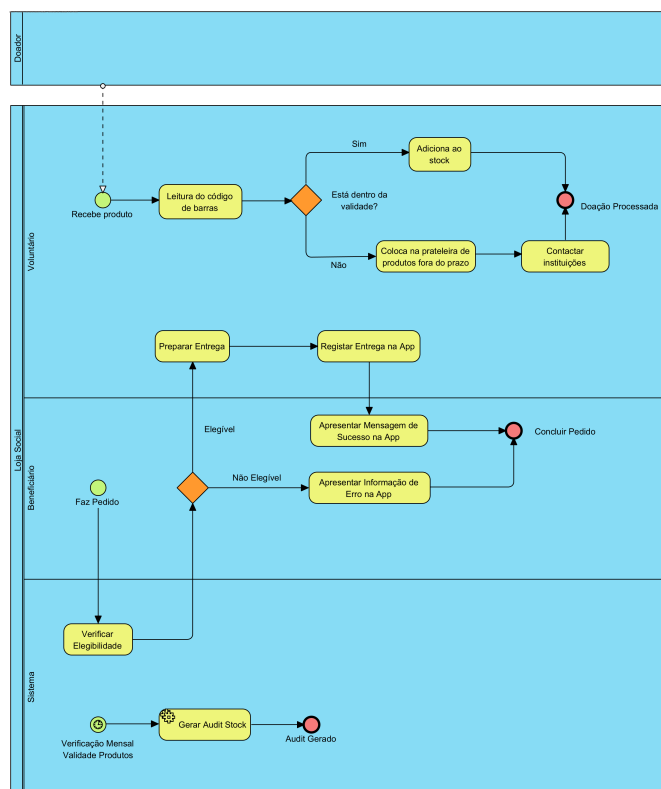 Doador
Loja Social
Voluntário
Recebe produto
Leitura do código
de barras
Está dentro da
validade?
Sim
Adiciona ao
stock
Doação Processada
Não
Coloca na prateleira de
produtos fora do prazo
Contactar
instituições
Preparar Entrega
Registar Entrega na App
Beneficiário
Elegível
Apresentar Mensagem de
Sucesso na App
Concluir Pedido
Faz Pedido
Não Elegível
Apresentar Informação de
Erro na App
Sistema
Verificar
Elegibilidade
Verificação Mensal
Validade Produtos
Gerar Audit Stock
Audit Gerado